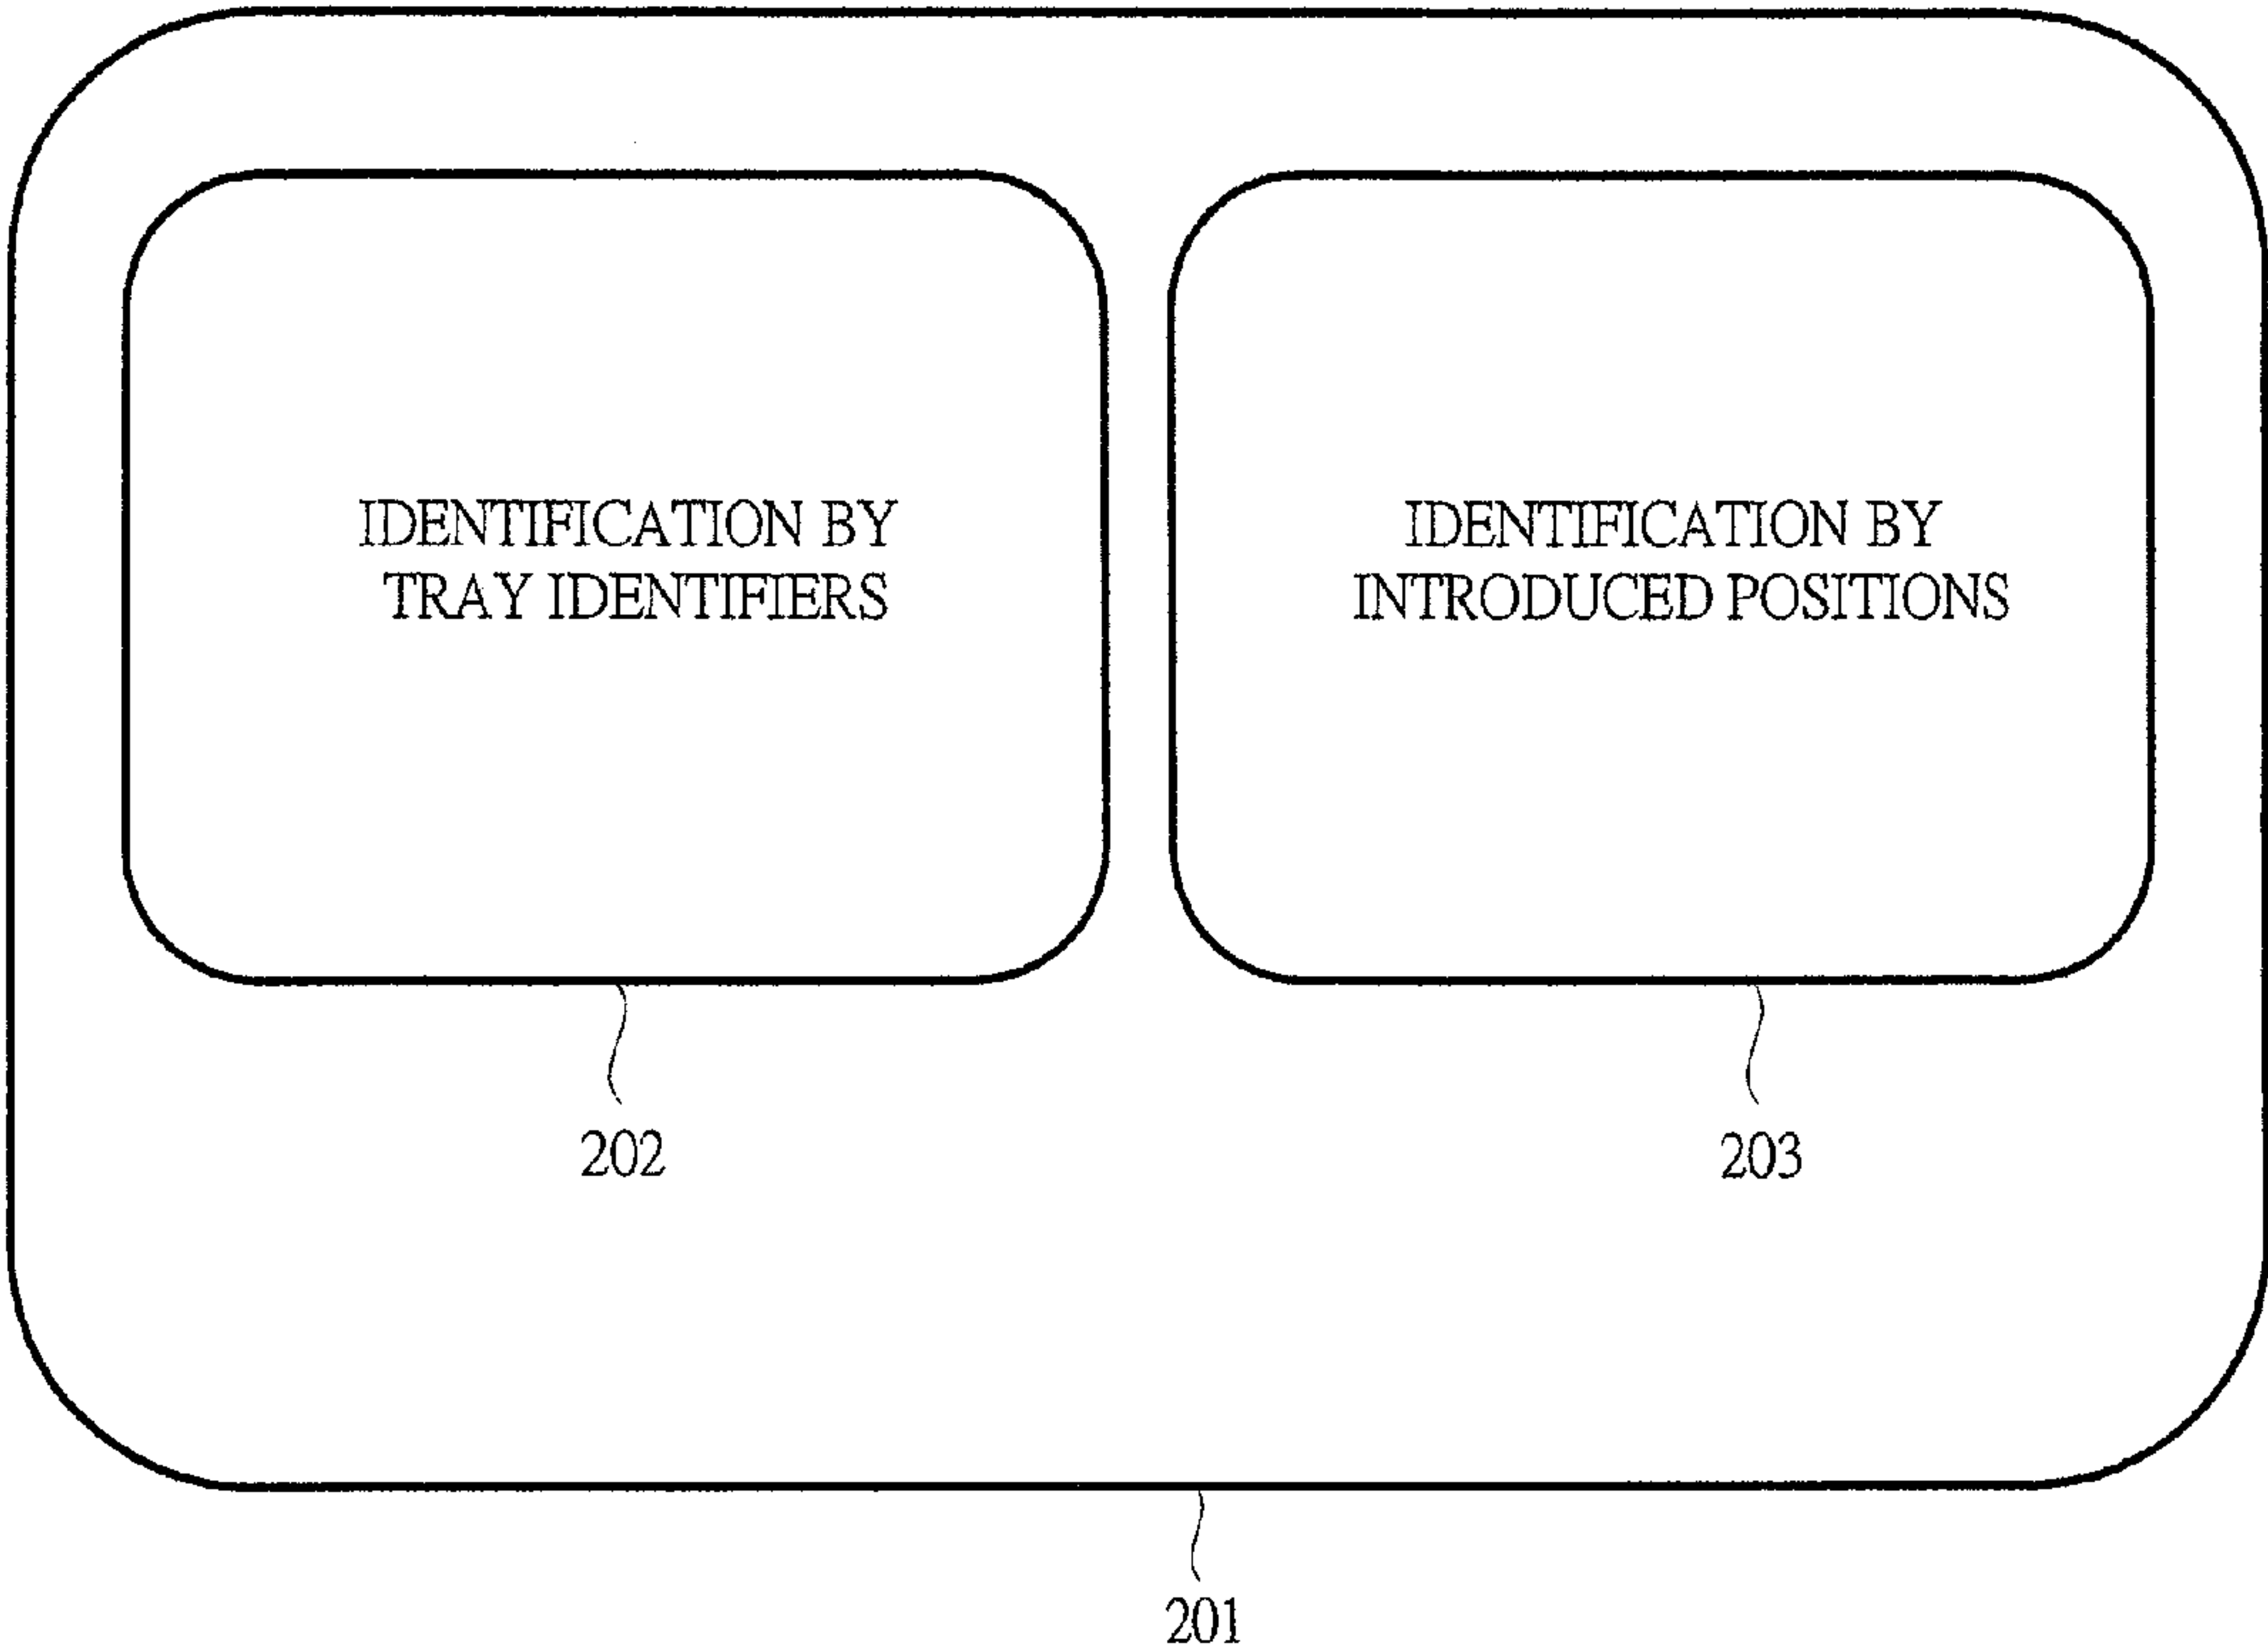 IDENTIFICATION BY
TRAY IDENTIFIERS
IDENTIFICATION BY
INTRODUCED POSITIONS
202
203
201